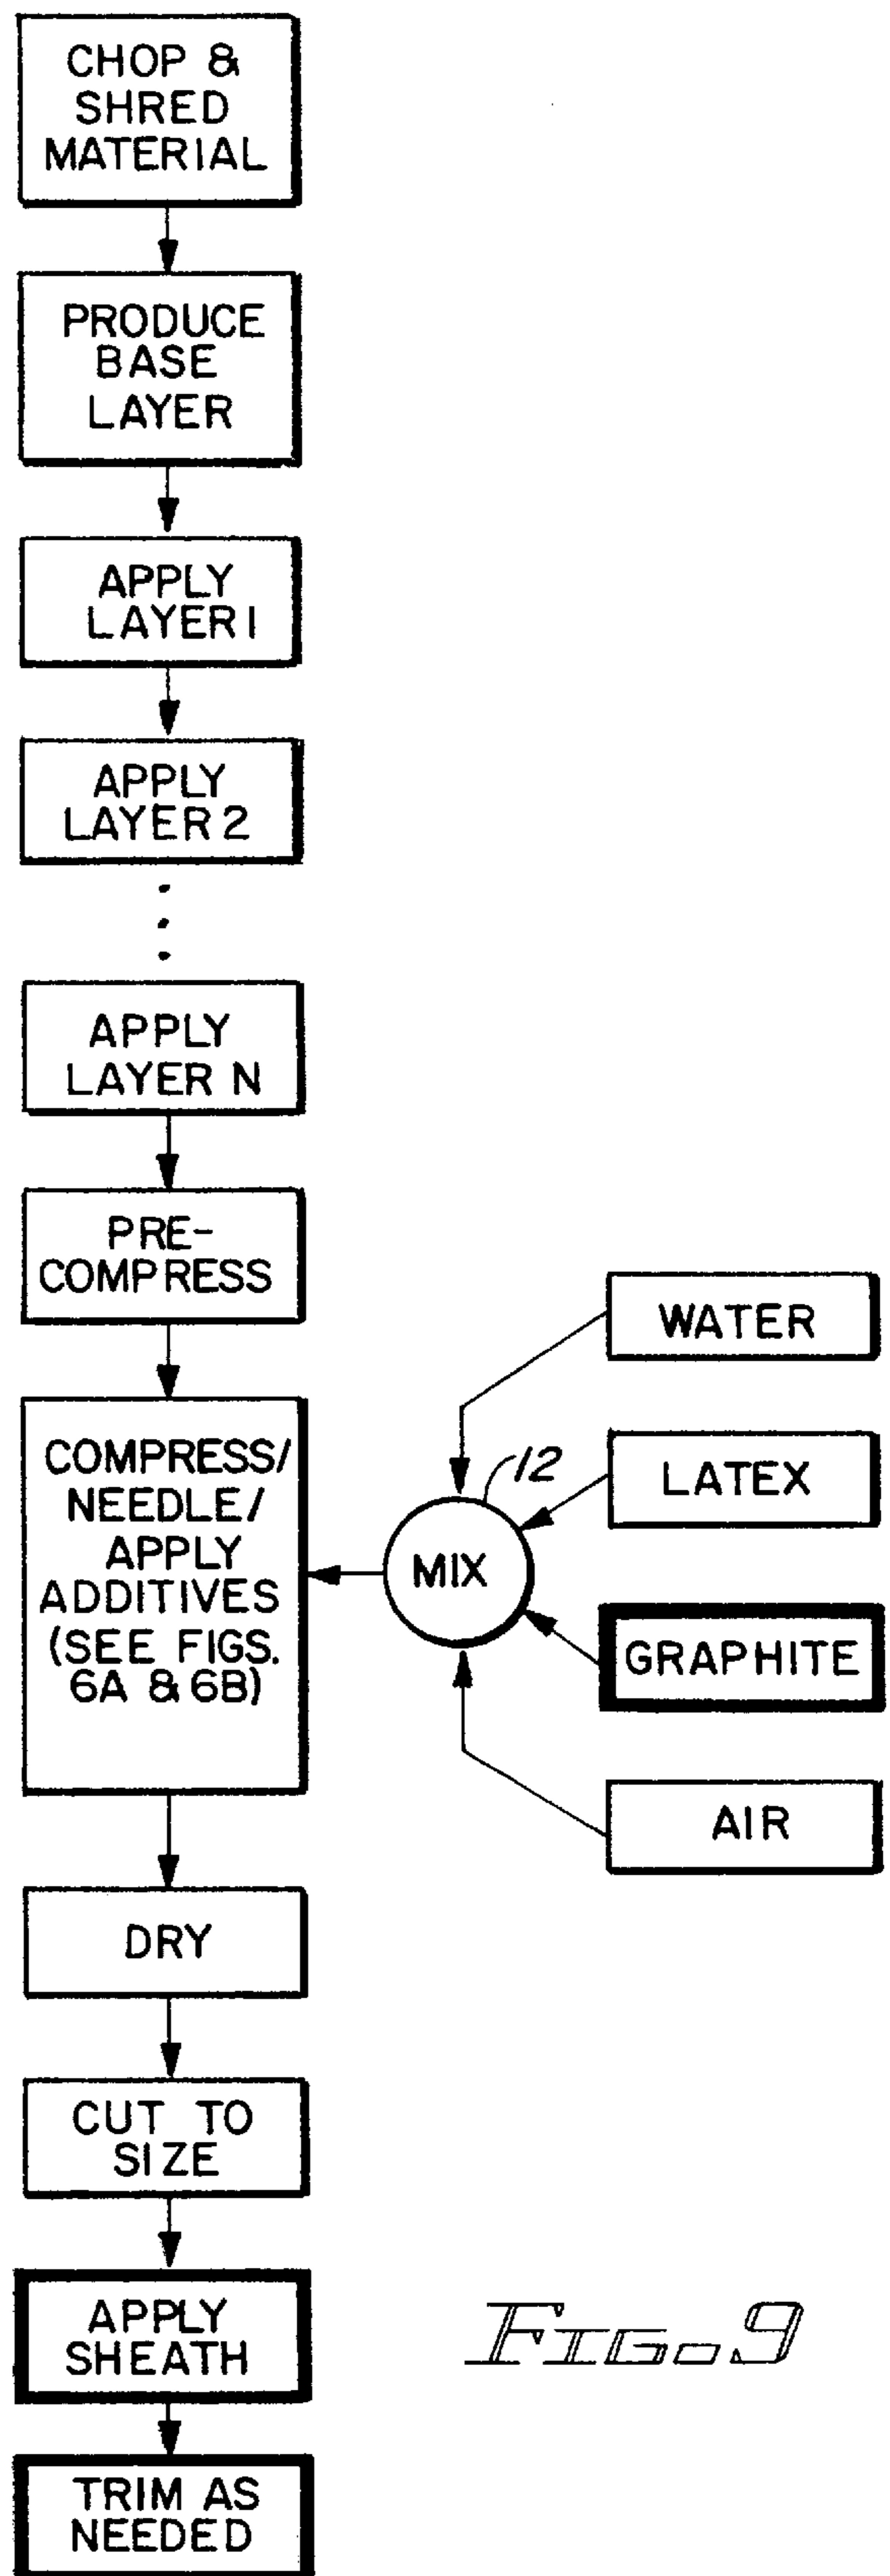 CHOP &
SHRED
MATERIAL
PRODUCE
BASE
LAYER
APPLY
LAYER 1
APPLY
LAYER 2
APPLY
LAYER N
PRE-
COMPRESS
COMPRESS/
NEEDLE/
APPLY
ADDITIVES
(SEE FIGS.
6A & 6B)
12
MIX
WATER
LATEX
GRAPHITE
AIR
DRY
CUT TO
SIZE
APPLY
SHEATH
TRIM AS
NEEDED
FIG. 9